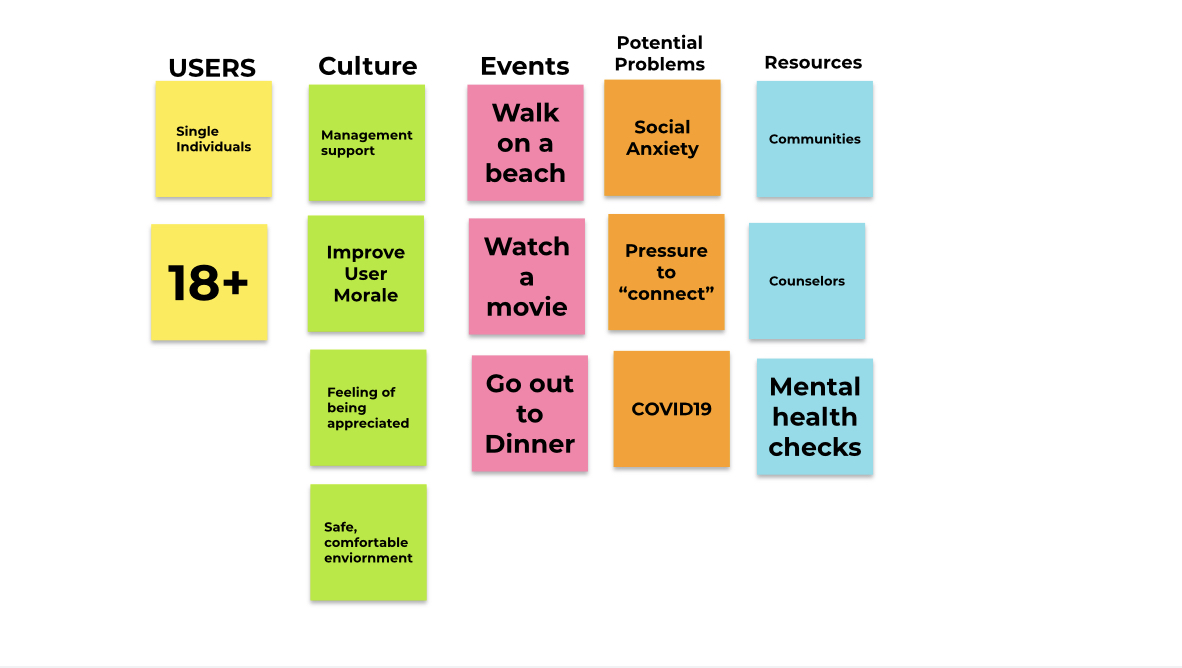 USERS
Single
Individuals
18+
Culture
Management
support
Improve
User
Morale
Feeling of
being
appreciated
Safe,
comfortable
enviornment
Events
Walk
on a
beach
Watch
a
movie
Go out
to
Dinner
Potential
Problems
Social
Anxiety
Pressure
to
“connect”
COVID19
Resources
Communities
Counselors
Mental
health
checks